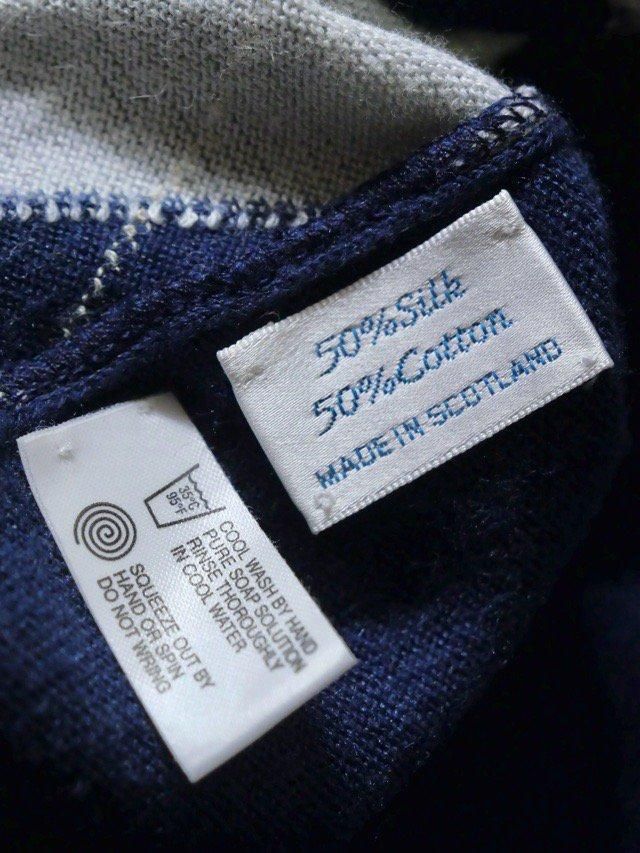 50%Silk
50%Cotton
MADE IN SCOTLAND
35°C
95°F
COOL WASH BY HAND
PURE SOAP SOLUTION
RINSE THOROUGHLY
IN COOL WATER
SQUEEZE OUT BY
HAND OR SPIN
DO NOT WRING